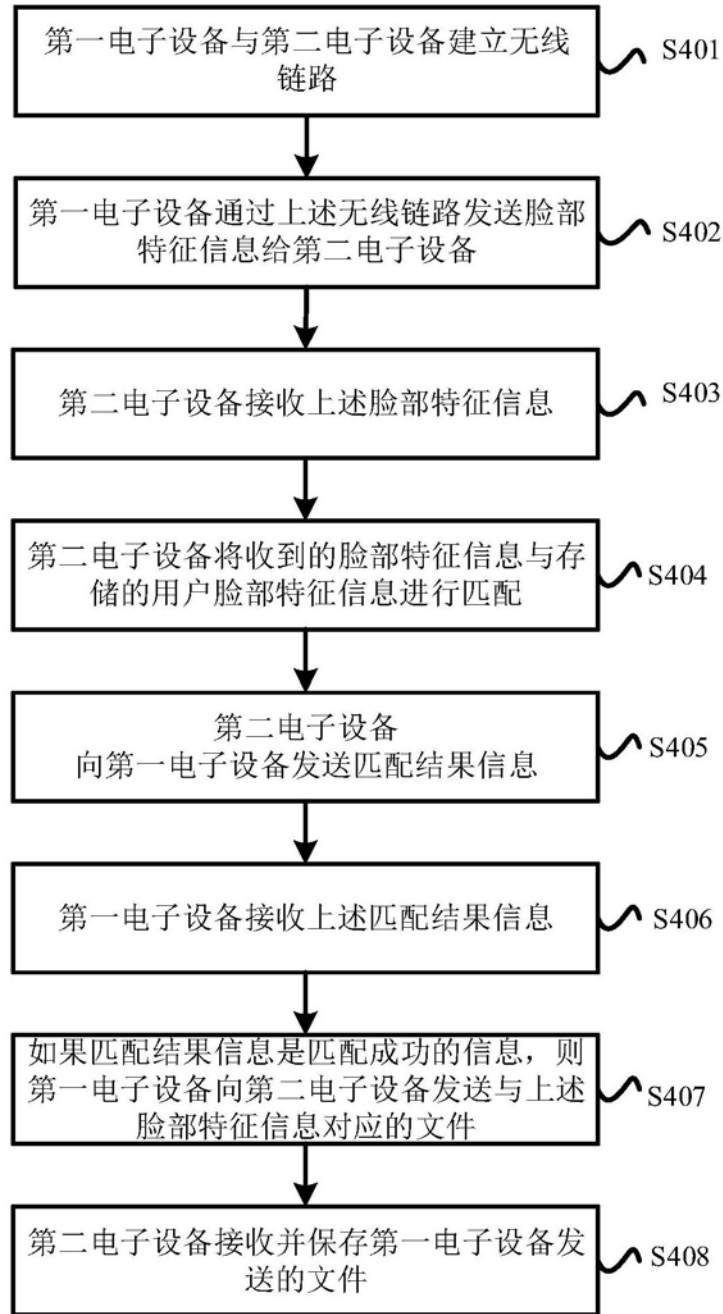 第一电子设备与第二电子设备建立无线
链路
S401
第一电子设备通过上述无线链路发送脸部
特征信息给第二电子设备
S402
第二电子设备接收上述脸部特征信息
S403
第二电子设备将收到的脸部特征信息与存
储的用户脸部特征信息进行匹配
S404
第二电子设备
向第一电子设备发送匹配结果信息
S405
第一电子设备接收上述匹配结果信息
S406
如果匹配结果信息是匹配成功的信息，则
第一电子设备向第二电子设备发送与上述
脸部特征信息对应的文件
S407
第二电子设备接收并保存第一电子设备发
送的文件
S408